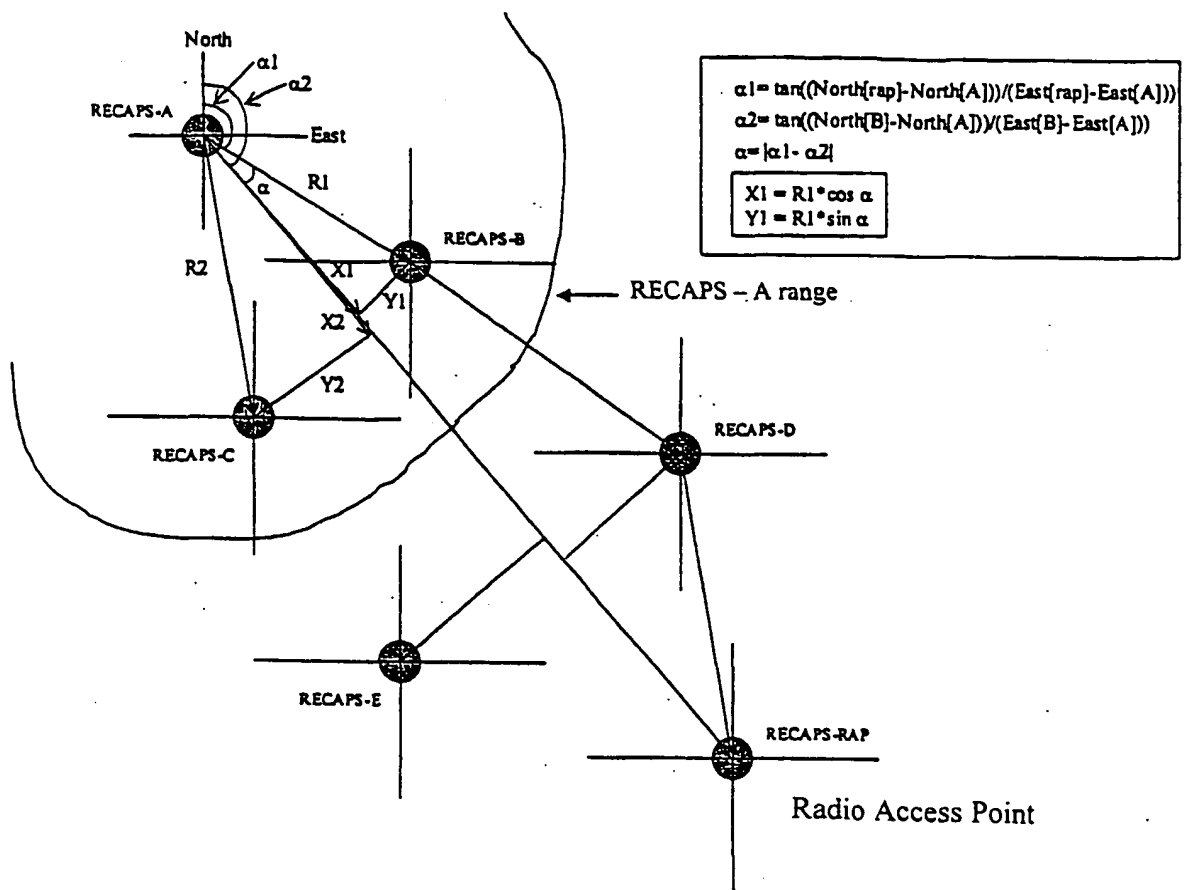 North
α1
α2
RECAPS-A
East
α
R1
R2
RECAPS-B
X1
Y1
X2
Y2
RECAPS-C
α1= tan((North[rap]-North[A]))/(East[rap]-East[A]))
α2= tan((North[B]-North[A]))/(East[B]-East[A]))
α= |α1- α2|
X1 = R1*cos α
Y1 = R1*sin α
RECAPS – A range
RECAPS-D
RECAPS-E
RECAPS-RAP
Radio Access Point